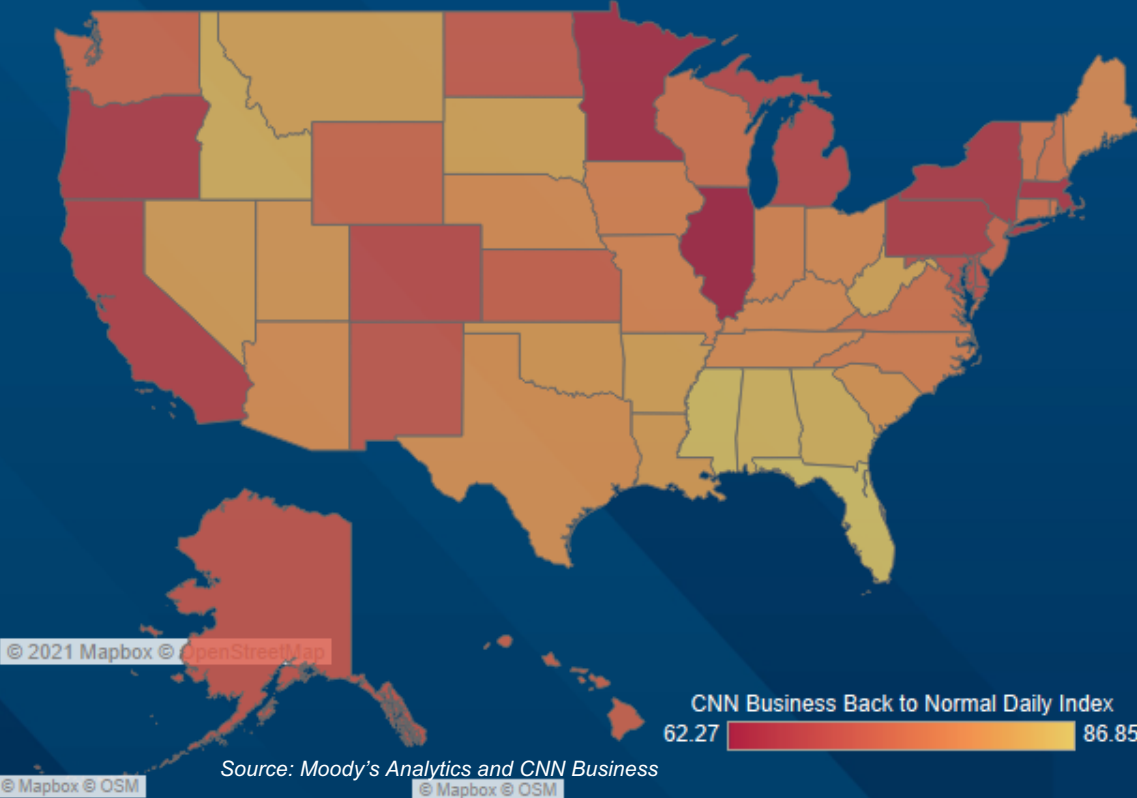 © 2021 Mapbox © OpenStreetMap
CNN Business Back to Normal Daily Index
62.27
86.85
Source: Moody's Analytics and CNN Business
© Mapbox © OSM
© Mapbox © OSM